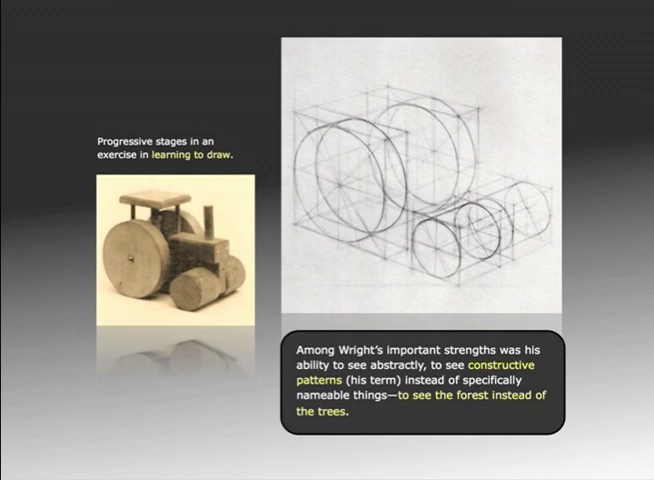 Progressive stages in an
exercise in learning to draw.
Among Wright's important strengths was his
ability to see abstractly, to see constructive
patterns (his term) instead of specifically
nameable things—to see the forest instead of
the trees.